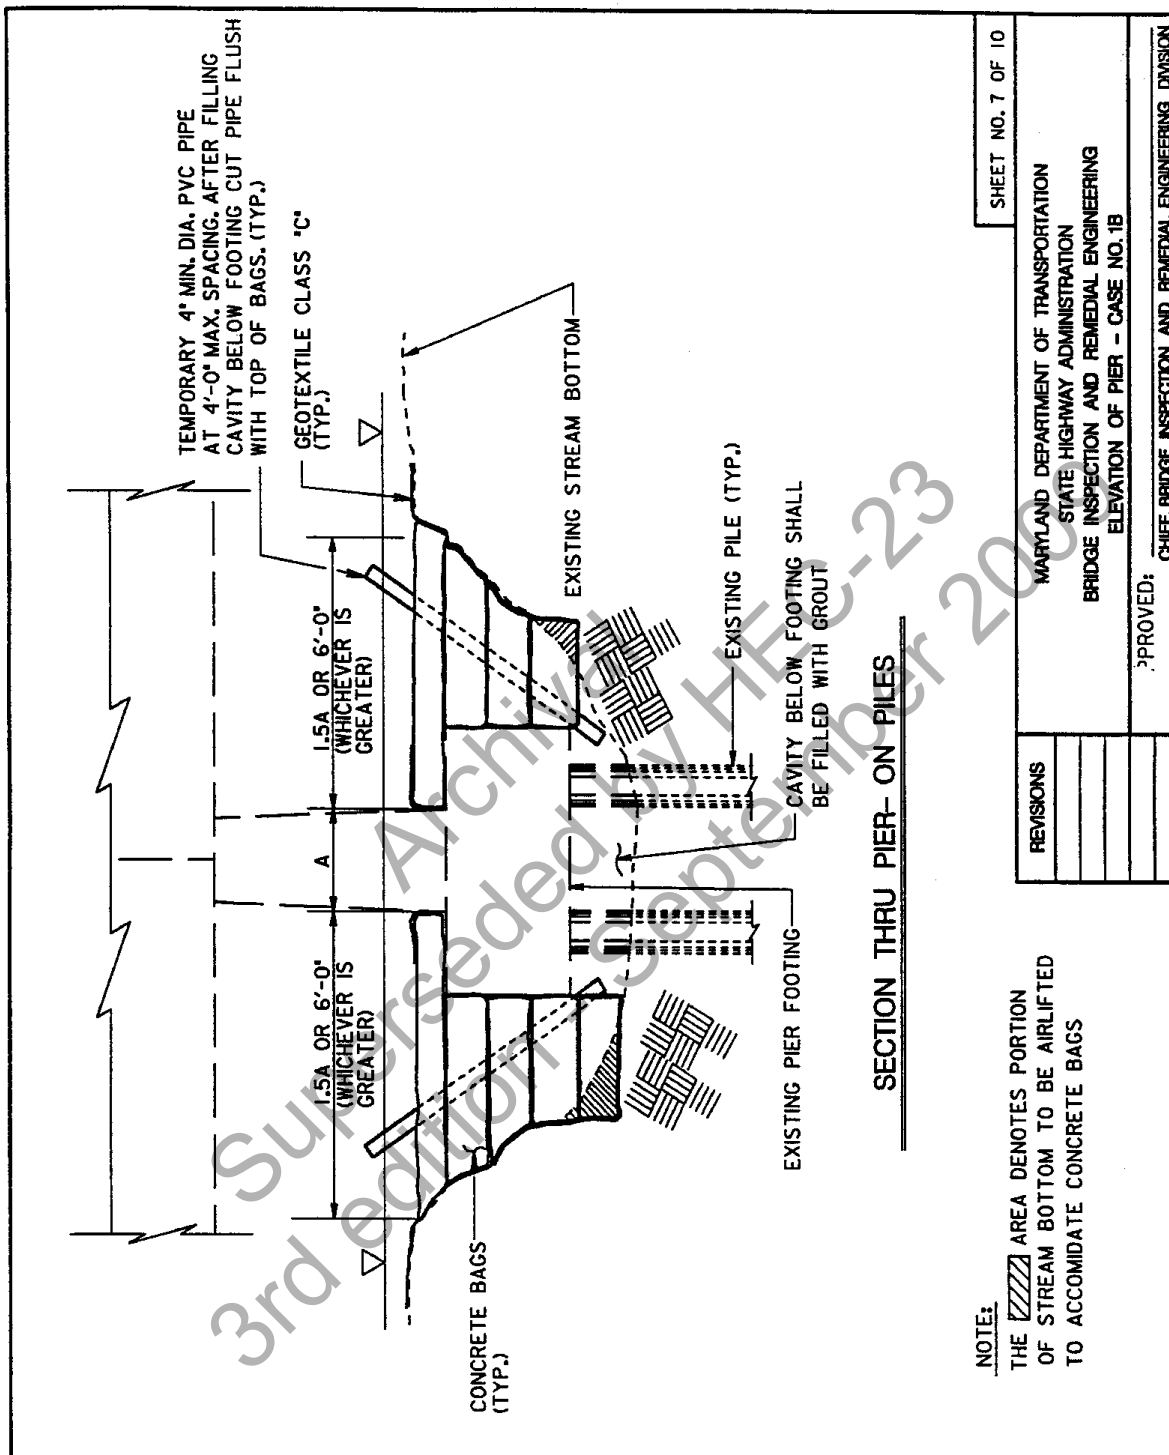 TEMPORARY 4" MIN. DIA. PVC PIPE
AT 4'-0" MAX. SPACING. AFTER FILLING
CAVITY BELOW FOOTING CUT PIPE FLUSH
WITH TOP OF BAGS. (TYP.)
GEOTEXTILE CLASS "C"
(TYP.)
1.5A OR 6'-0"
(WHICHEVER IS
GREATER)
A
1.5A OR 6'-0"
(WHICHEVER IS
GREATER)
CONCRETE BAGS
(TYP.)
EXISTING STREAM BOTTOM
EXISTING PILE (TYP.)
CAVITY BELOW FOOTING SHALL
BE FILLED WITH GROUT
EXISTING PIER FOOTING
SECTION THRU PIER- ON PILES
NOTE:
THE AREA DENOTES PORTION
OF STREAM BOTTOM TO BE AIRLIFTED
TO ACCOMIDATE CONCRETE BAGS
SHEET NO. 7 OF 10
REVISIONS
MARYLAND DEPARTMENT OF TRANSPORTATION
STATE HIGHWAY ADMINISTRATION
BRIDGE INSPECTION AND REMEDIAL ENGINEERING
ELEVATION OF PIER - CASE NO. 1B
PPROVED:
CHIEF BRIDGE INSPECTION AND REMEDIAL ENGINEERING DIVISION
Archival
Superseded by HEC-23
3rd edition - September 2009